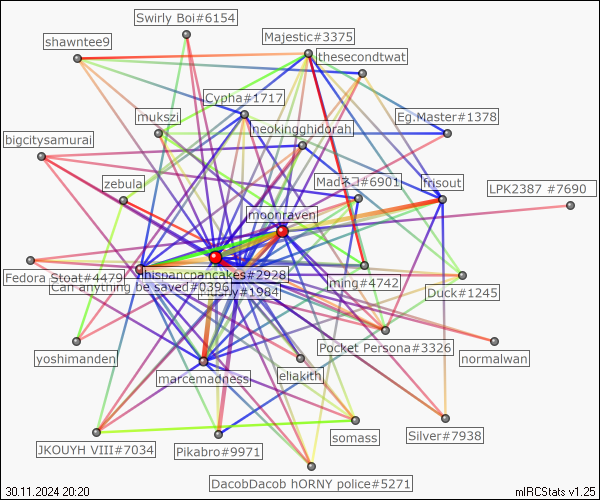 Swirly Boi#6154
Majestic#3375
shawntee9
thesecondtwat
Cypha#1717
mukszi
Eg.Master#1378
neokingghidorah
bigcitysamurai
zebula
Madネコ#6901
frisout
LPK2387 #7690
moonraven
Fedora Stoat#4479
hispancpancakes#2928
Can anything be saved#0396
#1984
ming#4742
Duck#1245
Pocket Persona#3326
yoshimanden
normalwan
marcemadness
eliakith
somass
Silver#7938
JKOUYH VIII#7034
Pikabro#9971
DacobDacob hORNY police#5271
30.11.2024 20:20
mIRCStats v1.25